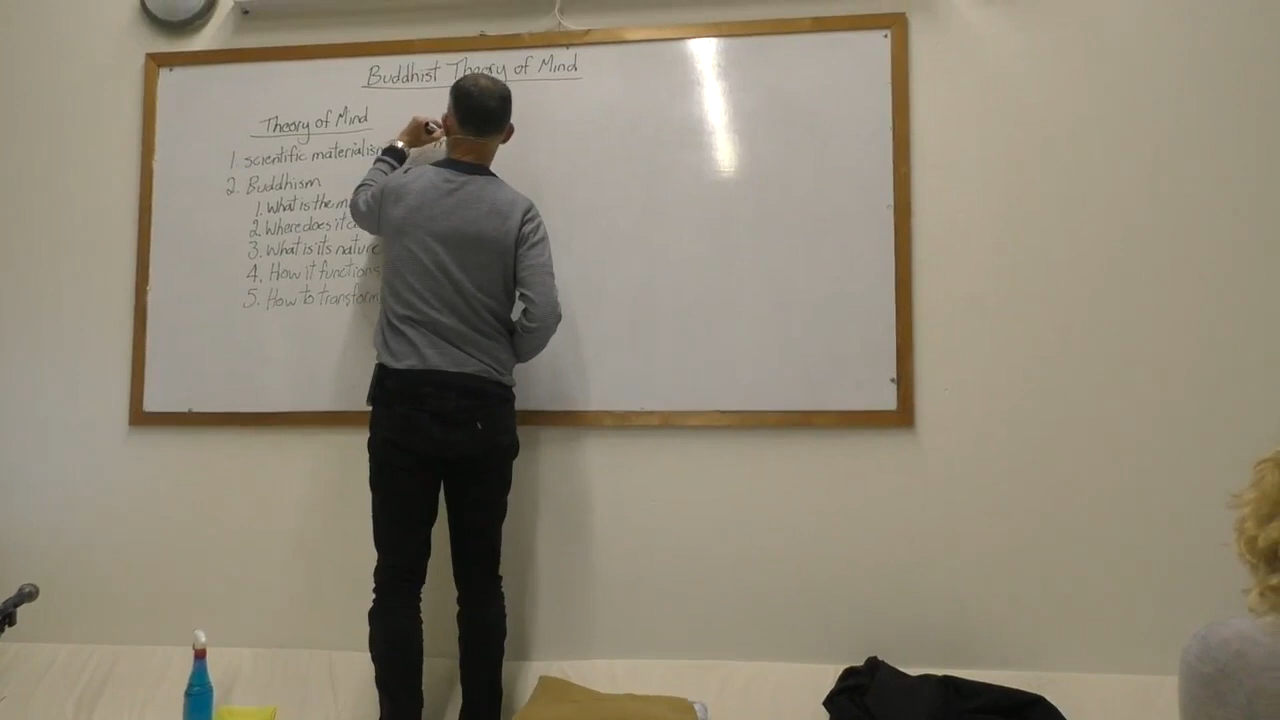 Buddhist Theory of Mind
Theory of Mind
1. scientific materialism
2. Buddhism
1. What is the
2. Where does it
3. What is its nature
4. How it functions
5. How to transform